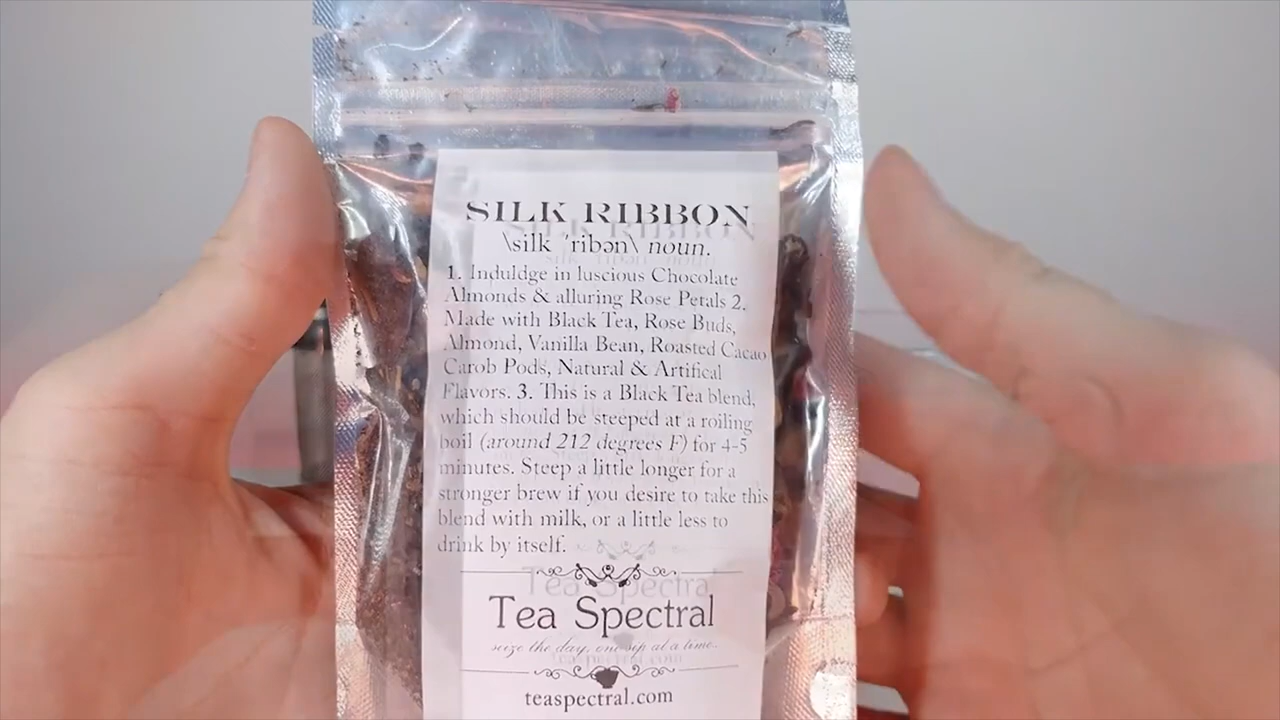 SILK RIBBON
\silk 'ribən\ noun.
1. Induldge in luscious Chocolate
Almonds & alluring Rose Petals 2.
Made with Black Tea, Rose Buds,
Almond, Vanilla Bean, Roasted Cacao
Carob Pods, Natural & Artifical
Flavors. 3. This is a Black Tea blend,
which should be steeped at a roiling
boil (around 212 degrees F) for 4-5
minutes. Steep a little longer for a
stronger brew if you desire to take this
blend with milk, or a little less to
drink by itself.
Tea Spectral
seize the day, one sip at a time.
teaspectral.com